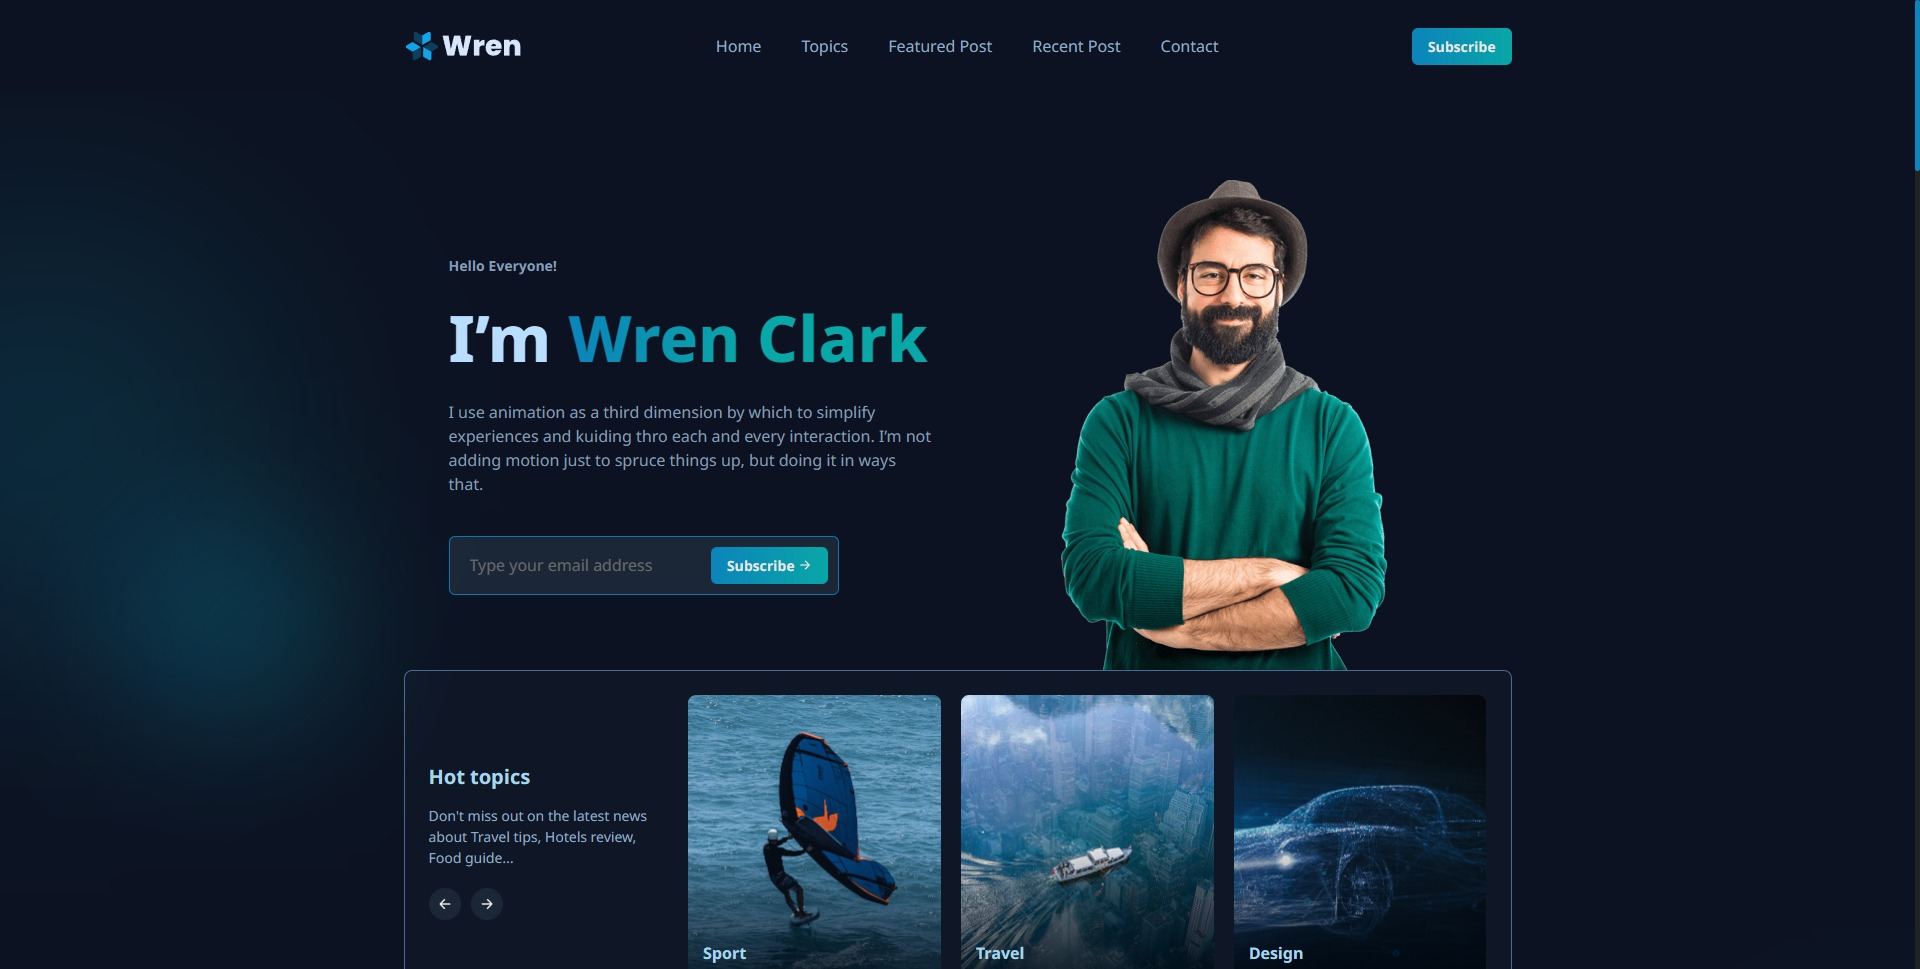 Wren
Home
Topics
Featured Post
Recent Post
Contact
Subscribe
Hello Everyone!
I’m Wren Clark
I use animation as a third dimension by which to simplify
experiences and kuiding thro each and every interaction. I’m not
adding motion just to spruce things up, but doing it in ways
that.
Type your email address
Subscribe
Hot topics
Don't miss out on the latest news
about Travel tips, Hotels review,
Food guide...
Sport
Travel
Design